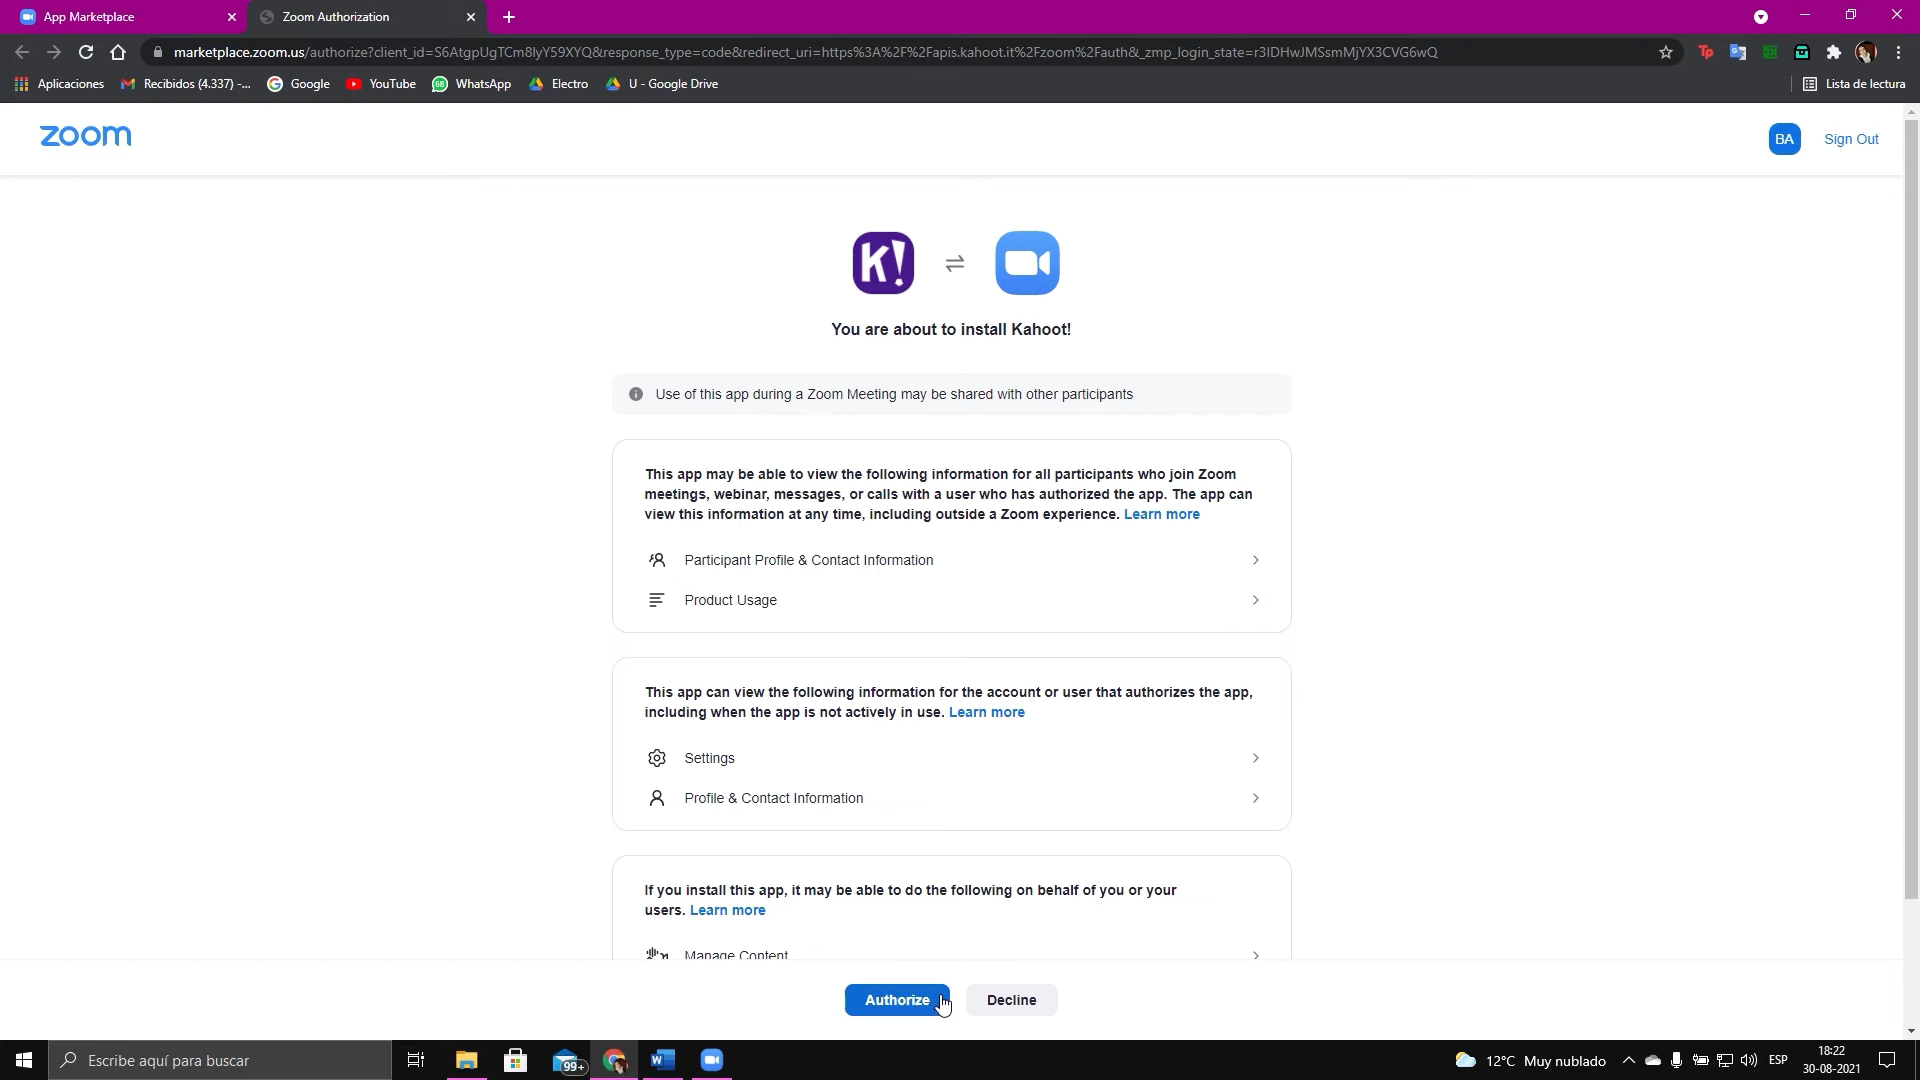 App Marketplace
Zoom Authorization
marketplace.zoom.us/authorize?client_id=S6AtgpUgTCm8lyY59XYQ&response_type=code&redirect_uri=https%3A%2F%2Fapis.kahoot.it%2Fzoom%2Fauth&_zmp_login_state=r3IDHwJMSsmMjYX3CVG6wQ
Aplicaciones
Recibidos (4.337) -...
Google
YouTube
68
WhatsApp
Electro
U - Google Drive
Lista de lectura
zoom
BA
Sign Out
K!
You are about to install Kahoot!
Use of this app during a Zoom Meeting may be shared with other participants
This app may be able to view the following information for all participants who join Zoom
meetings, webinar, messages, or calls with a user who has authorized the app. The app can
view this information at any time, including outside a Zoom experience. Learn more
Participant Profile & Contact Information
Product Usage
This app can view the following information for the account or user that authorizes the app,
including when the app is not actively in use. Learn more
Settings
Profile & Contact Information
If you install this app, it may be able to do the following on behalf of you or your
users. Learn more
Manage Content
Authorize
Decline
Escribe aquí para buscar
99+
12°C Muy nublado
ESP
18:22
30-08-2021